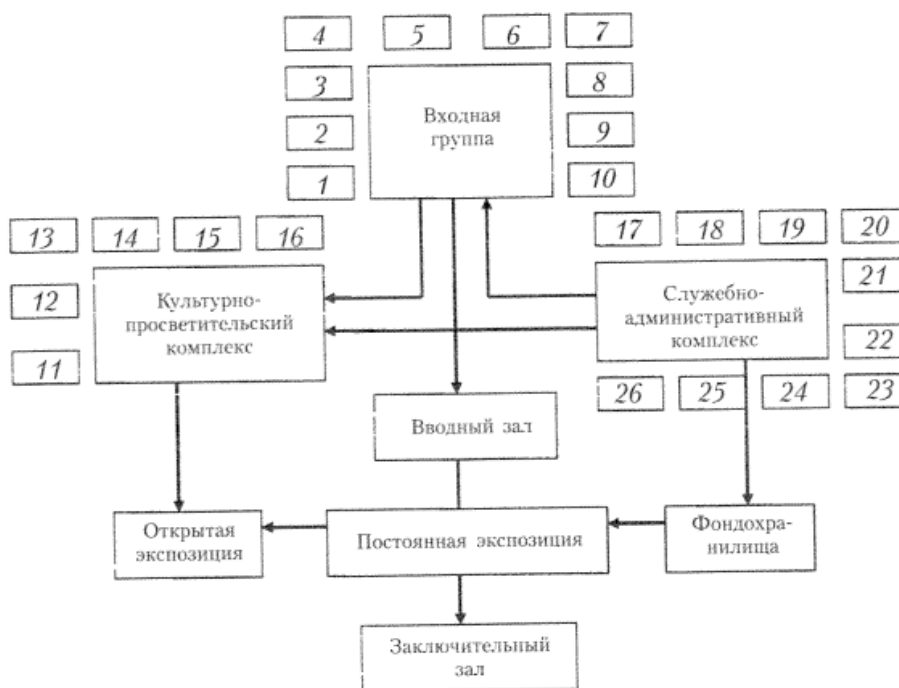 4 5 6 7
3 8
Входная
группа
2 9
1 10
13 14 15 16
17 18 19 20
12
Культурно-
просветительский
комплекс
11
Служебно-
административный
комплекс
21
22
26 25 24 23
Вводный зал
Открытая
экспозиция
Постоянная экспозиция
Фондохра-
нилища
Заключительный
зал